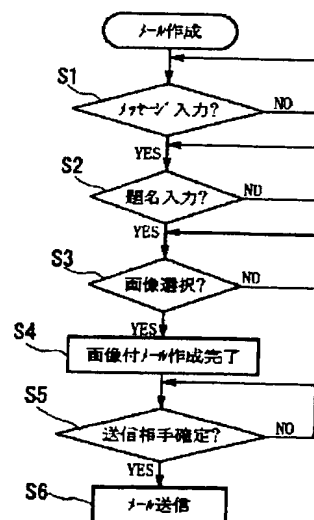 メール作成
S1
メッセージ入力?
NO
YES
S2
題名入力?
NO
YES
S3
画像選択?
NO
YES
S4
画像付メール作成完了
S5
送信相手確定?
NO
YES
S6
メール送信